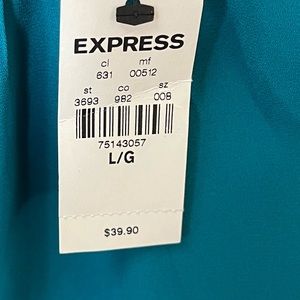 EXPRESS
cl mf
631 00512
st co sz
3693 982 008
75143057
L/G
$39.90